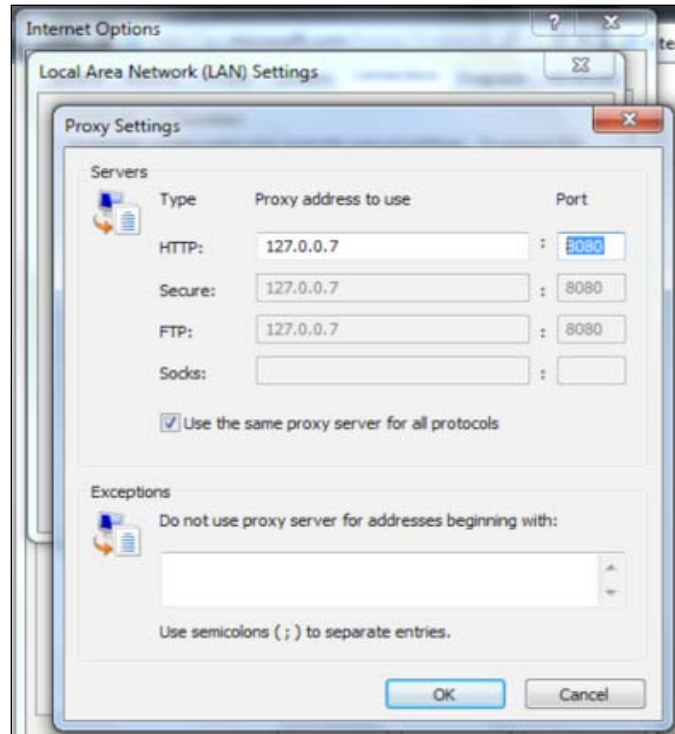 Internet Options
te
Local Area Network (LAN) Settings
Proxy Settings
Servers
Type Proxy address to use Port
HTTP: 127.0.0.7 : 8080
Secure: 127.0.0.7 : 8080
FTP: 127.0.0.7 : 8080
Socks: :
Use the same proxy server for all protocols
Exceptions
Do not use proxy server for addresses beginning with:
Use semicolons ( ; ) to separate entries.
OK Cancel